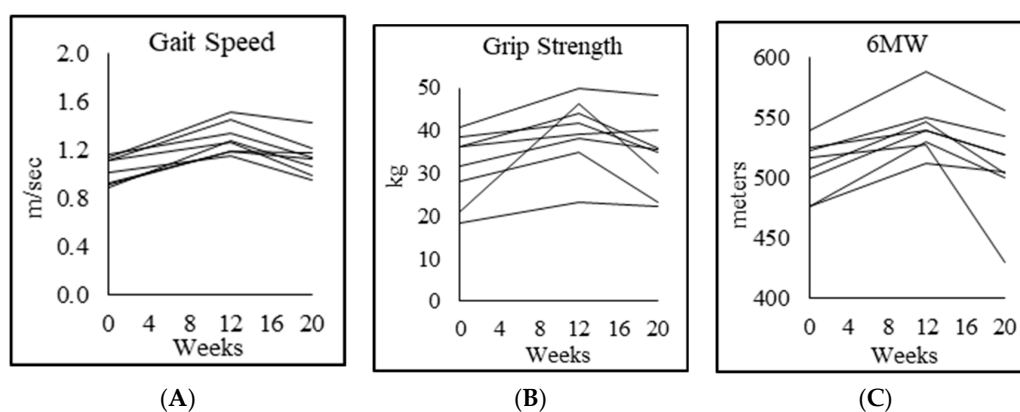 Gait Speed
2.0
1.6
1.2
0.8
0.4
0.0
m/sec
0 4 8 12 16 20
Weeks
(A)
Grip Strength
50
40
30
20
10
0
kg
0 4 8 12 16 20
Weeks
(B)
6MW
600
550
500
450
400
meters
0 4 8 12 16 20
Weeks
(C)